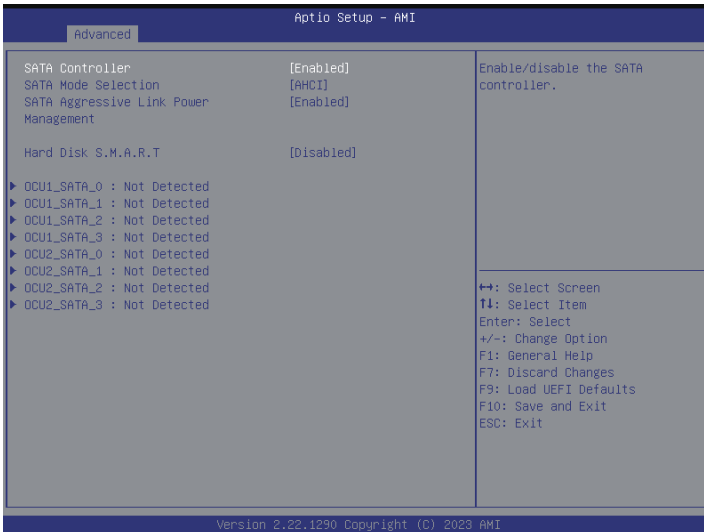 Aptio Setup – AMI
Advanced
SATA Controller [Enabled]
SATA Mode Selection [AHCI]
SATA Aggressive Link Power [Enabled]
Management
Hard Disk S.M.A.R.T [Disabled]
OCU1_SATA_0 : Not Detected
OCU1_SATA_1 : Not Detected
OCU1_SATA_2 : Not Detected
OCU1_SATA_3 : Not Detected
OCU2_SATA_0 : Not Detected
OCU2_SATA_1 : Not Detected
OCU2_SATA_2 : Not Detected
OCU2_SATA_3 : Not Detected
Enable/disable the SATA
controller.
↔: Select Screen
↑↓: Select Item
Enter: Select
+/-: Change Option
F1: General Help
F7: Discard Changes
F9: Load UEFI Defaults
F10: Save and Exit
ESC: Exit
Version 2.22.1290 Copyright (C) 2023 AMI